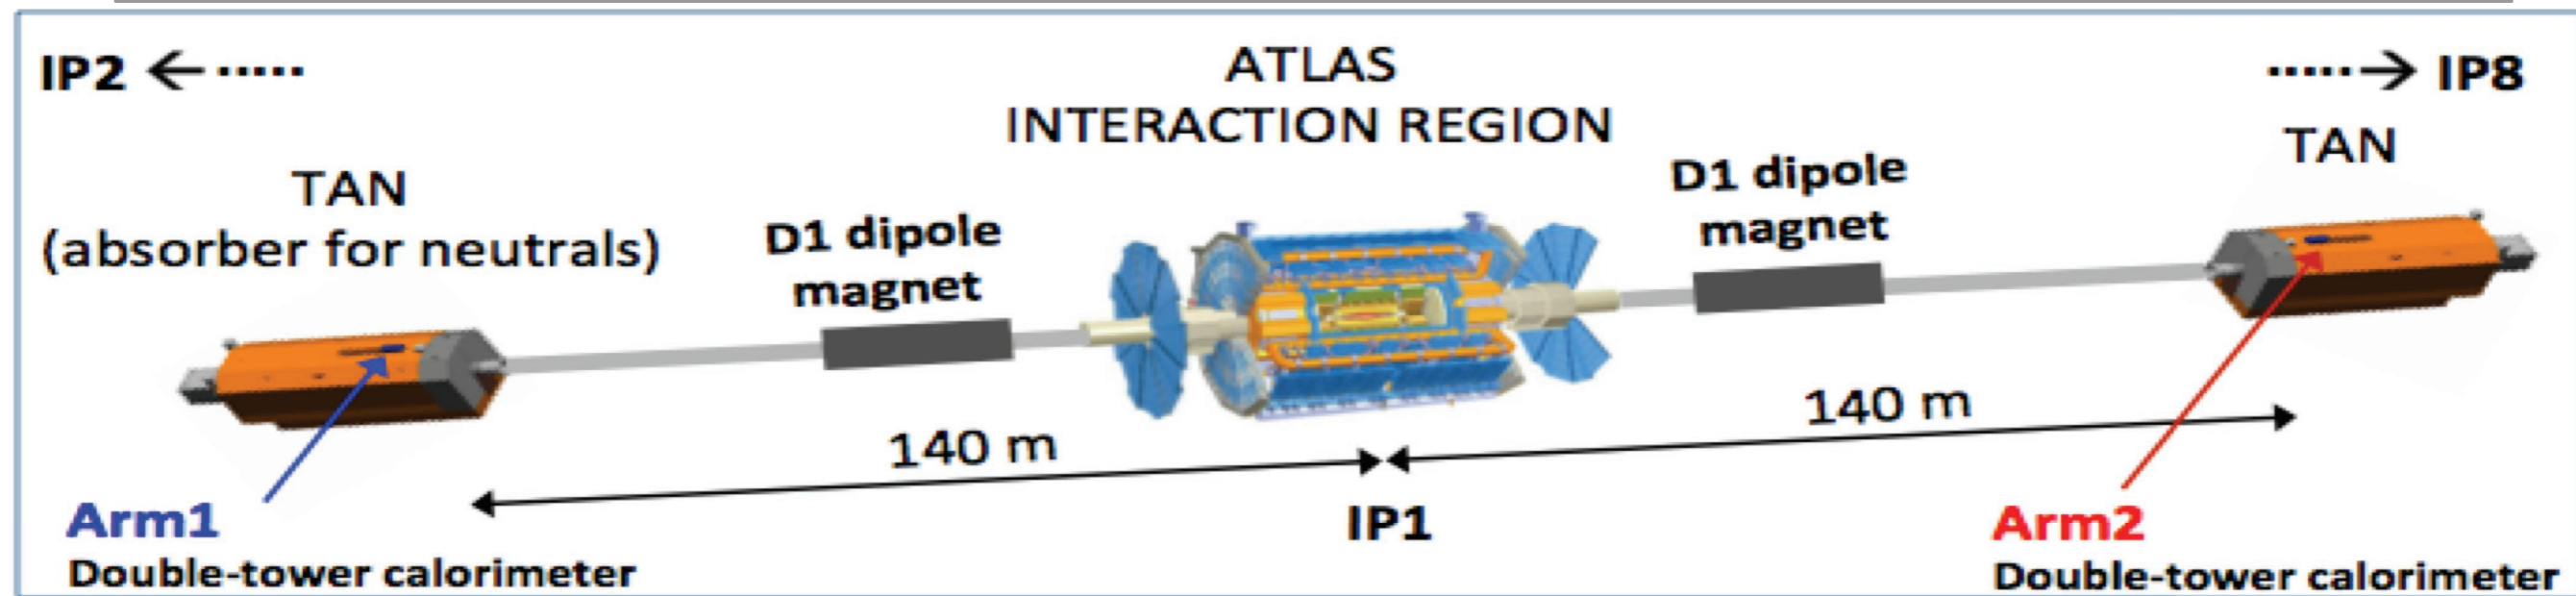 IP2 ←·····
ATLAS
INTERACTION REGION
·····→ IP8
TAN
TAN
(absorber for neutrals)
D1 dipole
magnet
D1 dipole
magnet
140 m
140 m
Arm1
Double-tower calorimeter
IP1
Arm2
Double-tower calorimeter